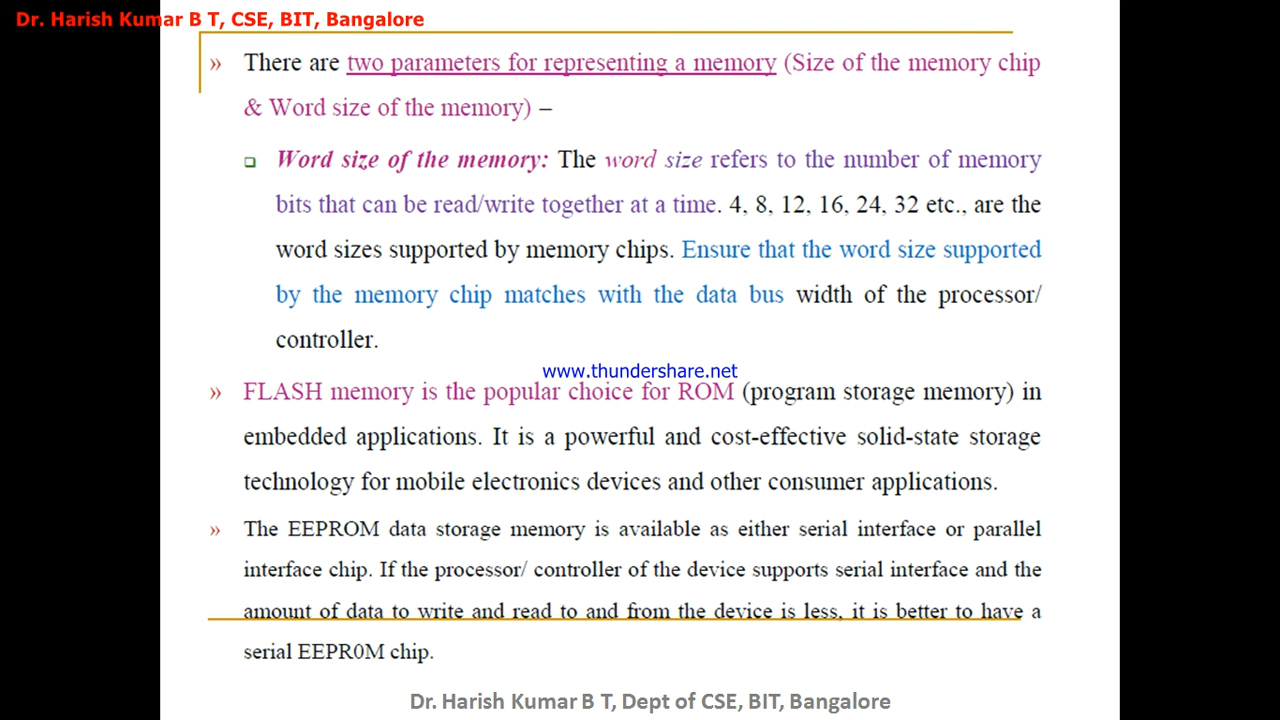 Dr. Harish Kumar B T, CSE, BIT, Bangalore
» There are two parameters for representing a memory (Size of the memory chip
& Word size of the memory) –
Word size of the memory: The word size refers to the number of memory
bits that can be read/write together at a time. 4, 8, 12, 16, 24, 32 etc., are the
word sizes supported by memory chips. Ensure that the word size supported
by the memory chip matches with the data bus width of the processor/
controller.
www.thundershare.net
» FLASH memory is the popular choice for ROM (program storage memory) in
embedded applications. It is a powerful and cost-effective solid-state storage
technology for mobile electronics devices and other consumer applications.
» The EEPROM data storage memory is available as either serial interface or parallel
interface chip. If the processor/ controller of the device supports serial interface and the
amount of data to write and read to and from the device is less, it is better to have a
serial EEPR0M chip.
Dr. Harish Kumar B T, Dept of CSE, BIT, Bangalore